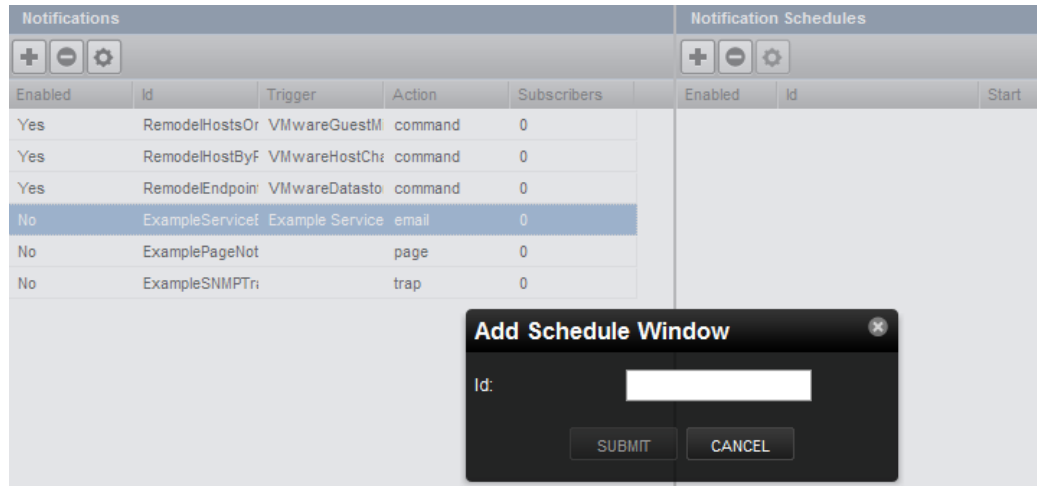 Notifications
Notification Schedules
Enabled Id Trigger Action Subscribers
Enabled Id Start
Yes RemodelHostsOr VMwareGuestMi command 0
Yes RemodelHostByF VMwareHostCha command 0
Yes RemodelEndpoint VMwareDatasto command 0
No ExampleServiceE Example Service email 0
No ExamplePageNot page 0
No ExampleSNMPTra trap 0
Add Schedule Window
Id:
SUBMIT CANCEL